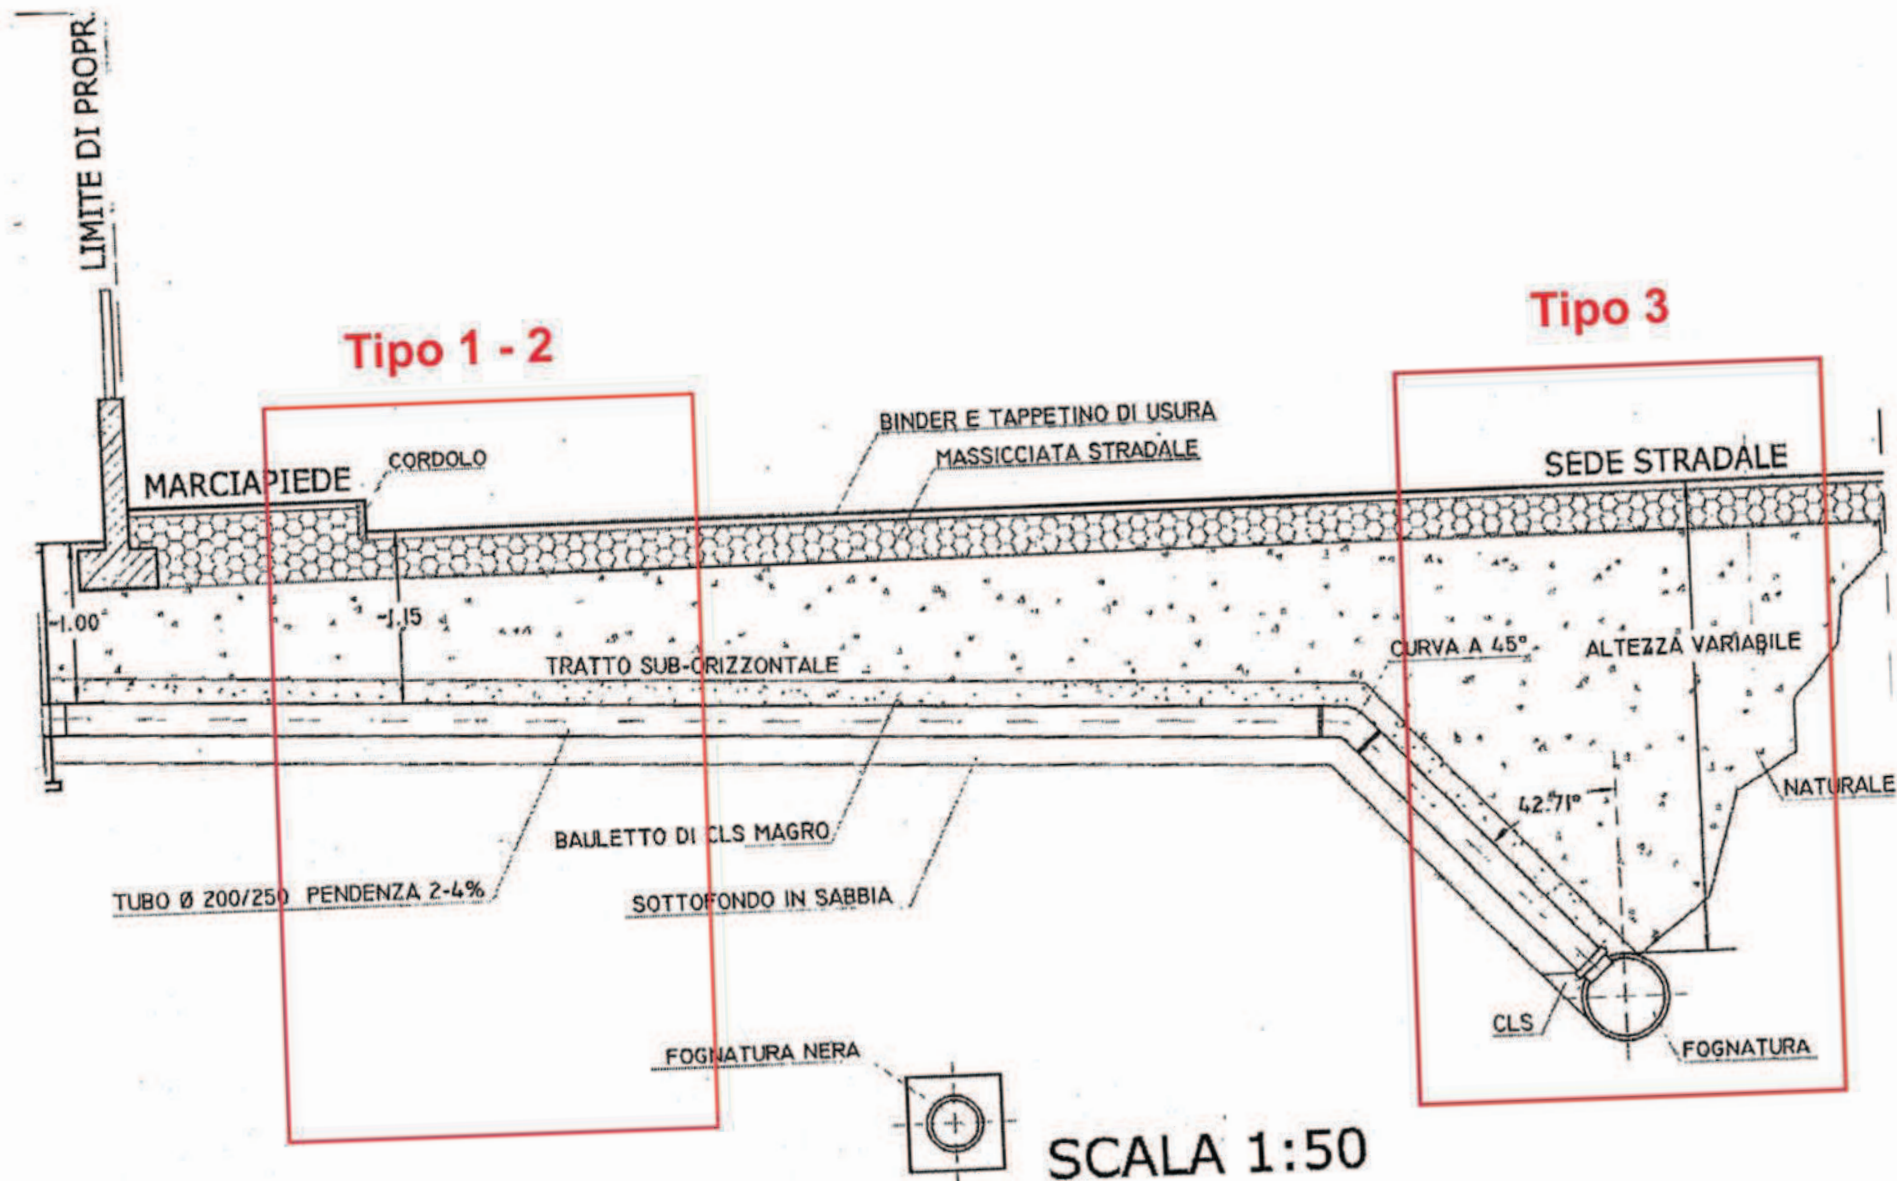 LIMITE DI PROPR.
Tipo 1 - 2
Tipo 3
BINDER E TAPPETINO DI USURA
MASSICCIATA STRADALE
CORDOLO
MARCIAPIEDE
SEDE STRADALE
~1.00
~1.15
TRATTO SUB-ORIZZONTALE
CURVA A 45°
ALTEZZA VARIABILE
42.71°
NATURALE
BAULETTO DI CLS MAGRO
TUBO Ø 200/250 PENDENZA 2-4%
SOTTOFONDO IN SABBIA
CLS
FOGNATURA
FOGNATURA NERA
SCALA 1:50